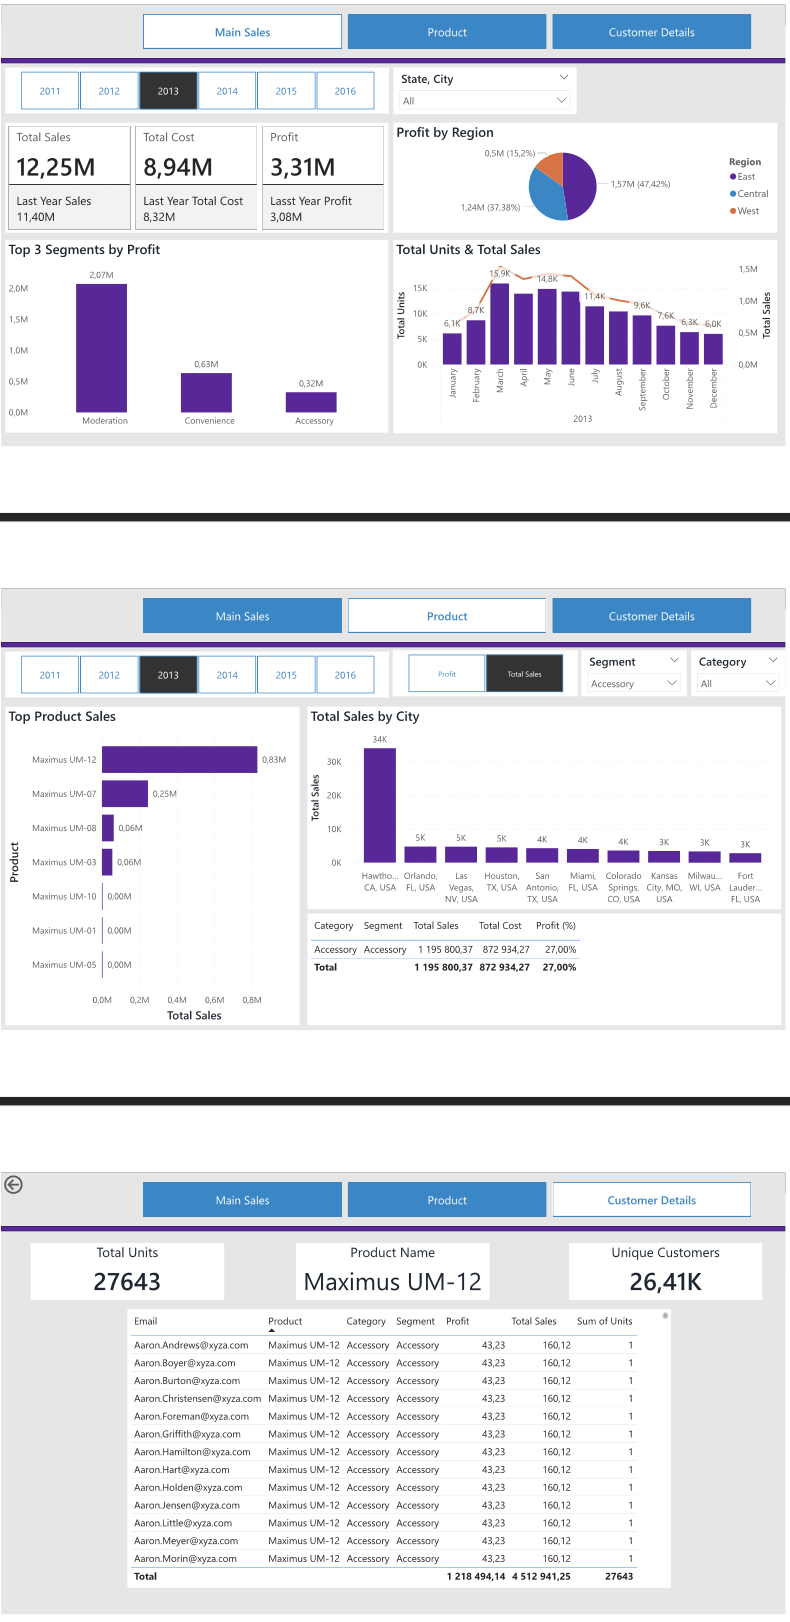 Main Sales Product Customer Details
2011 2012 2013 2014 2015 2016
State, City
All
Total Sales Total Cost Profit
12,25M 8,94M 3,31M
Last Year Sales Last Year Total Cost Lasst Year Profit
11,40M 8,32M 3,08M
Profit by Region
0,5M (15,2%)
1,57M (47,42%)
1,24M (37,38%)
Region
East
Central
West
Top 3 Segments by Profit
2,0M
1,5M
1,0M
0,5M
0,0M
2,07M
0,63M
0,32M
Moderation Convenience Accessory
Total Units & Total Sales
Total Units
15K
10K
5K
0K
6,1K 8,7K 15,9K 14,8K 11,4K 9,6K 7,6K 6,3K 6,0K
1,5M
1,0M
0,5M
0,0M
Total Sales
January February March April May June July August September October November December
2013
Main Sales Product Customer Details
2011 2012 2013 2014 2015 2016
Profit Total Sales
Segment
Accessory
Category
All
Top Product Sales
Product
Maximus UM-12 0,83M
Maximus UM-07 0,25M
Maximus UM-08 0,06M
Maximus UM-03 0,06M
Maximus UM-10 0,00M
Maximus UM-01 0,00M
Maximus UM-05 0,00M
0,0M 0,2M 0,4M 0,6M 0,8M
Total Sales
Total Sales by City
Total Sales
30K
20K
10K
0K
34K 5K 5K 5K 4K 4K 4K 3K 3K 3K
Hawtho... Orlando, Las Houston, San Miami, Colorado Kansas Milwau... Fort
CA, USA FL, USA Vegas, TX, USA Antonio, FL, USA Springs, City, MO, WI, USA Lauder...
NV, USA TX, USA CO, USA USA FL, USA
Category Segment Total Sales Total Cost Profit (%)
Accessory Accessory 1 195 800,37 872 934,27 27,00%
Total 1 195 800,37 872 934,27 27,00%
Main Sales Product Customer Details
Total Units Product Name Unique Customers
27643 Maximus UM-12 26,41K
Email Product Category Segment Profit Total Sales Sum of Units
Aaron.Andrews@xyza.com Maximus UM-12 Accessory Accessory 43,23 160,12 1
Aaron.Boyer@xyza.com Maximus UM-12 Accessory Accessory 43,23 160,12 1
Aaron.Burton@xyza.com Maximus UM-12 Accessory Accessory 43,23 160,12 1
Aaron.Christensen@xyza.com Maximus UM-12 Accessory Accessory 43,23 160,12 1
Aaron.Foreman@xyza.com Maximus UM-12 Accessory Accessory 43,23 160,12 1
Aaron.Griffith@xyza.com Maximus UM-12 Accessory Accessory 43,23 160,12 1
Aaron.Hamilton@xyza.com Maximus UM-12 Accessory Accessory 43,23 160,12 1
Aaron.Hart@xyza.com Maximus UM-12 Accessory Accessory 43,23 160,12 1
Aaron.Holden@xyza.com Maximus UM-12 Accessory Accessory 43,23 160,12 1
Aaron.Jensen@xyza.com Maximus UM-12 Accessory Accessory 43,23 160,12 1
Aaron.Little@xyza.com Maximus UM-12 Accessory Accessory 43,23 160,12 1
Aaron.Meyer@xyza.com Maximus UM-12 Accessory Accessory 43,23 160,12 1
Aaron.Morin@xyza.com Maximus UM-12 Accessory Accessory 43,23 160,12 1
Total 1 218 494,14 4 512 941,25 27643